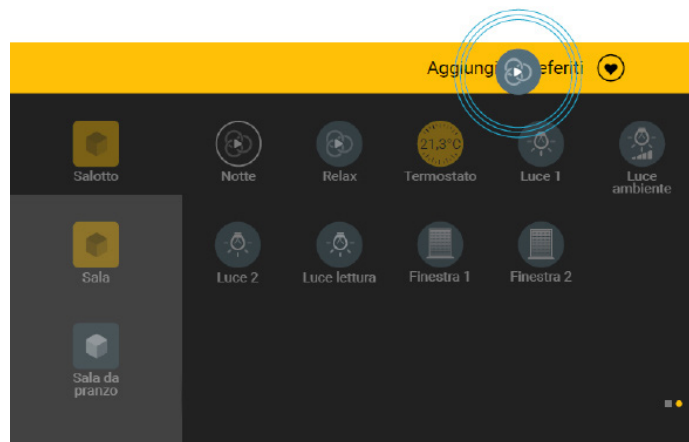 Aggiungi eferiti
Salotto
Notte
Relax
21,3°C
Termostato
Luce 1
Luce
ambiente
Sala
Luce 2
Luce lettura
Finestra 1
Finestra 2
Sala da
pranzo